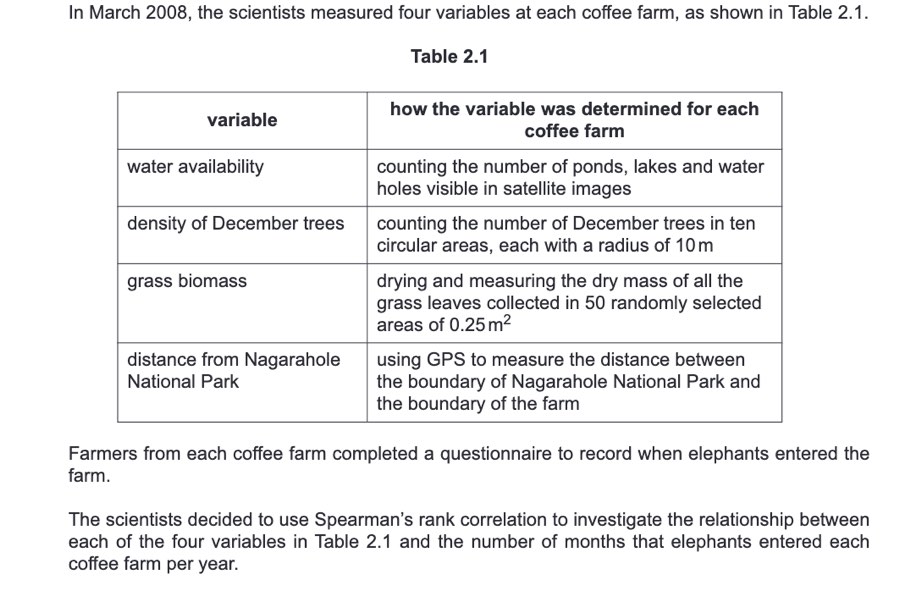 In March 2008, the scientists measured four variables at each coffee farm, as shown in Table 2.1.
Table 2.1
variable
how the variable was determined for each
coffee farm
water availability
counting the number of ponds, lakes and water
holes visible in satellite images
density of December trees
counting the number of December trees in ten
circular areas, each with a radius of 10 m
grass biomass
drying and measuring the dry mass of all the
grass leaves collected in 50 randomly selected
areas of 0.25 m²
distance from Nagarahole
National Park
using GPS to measure the distance between
the boundary of Nagarahole National Park and
the boundary of the farm
Farmers from each coffee farm completed a questionnaire to record when elephants entered the
farm.
The scientists decided to use Spearman's rank correlation to investigate the relationship between
each of the four variables in Table 2.1 and the number of months that elephants entered each
coffee farm per year.